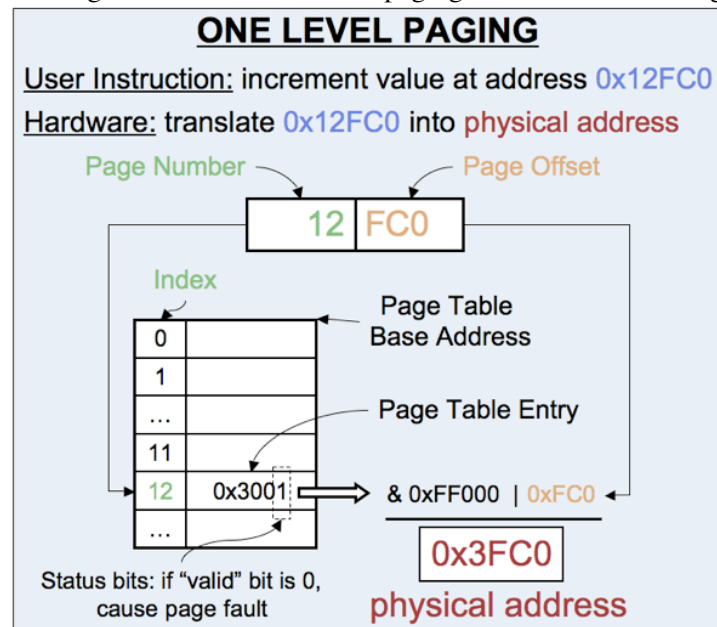 ONE LEVEL PAGING
User Instruction: increment value at address 0x12FC0
Hardware: translate 0x12FC0 into physical address
Page Number
Page Offset
12 FC0
Index
Page Table
Base Address
0
1
...
11
Page Table Entry
12 0x3001
& 0xFF000 | 0xFC0
...
0x3FC0
Status bits: if “valid” bit is 0,
cause page fault
physical address